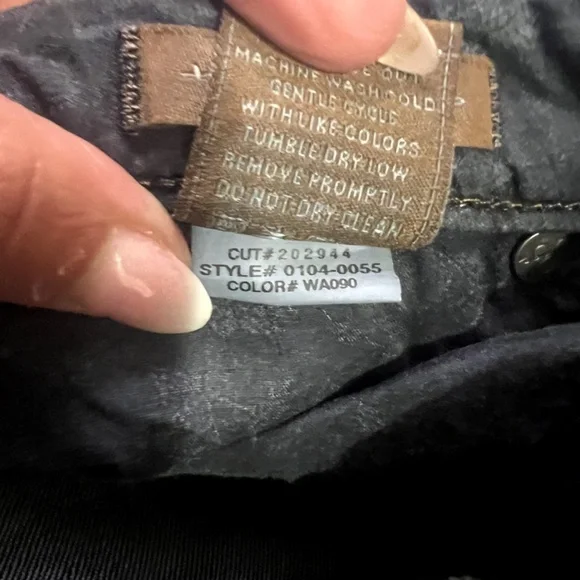 MACHINE WASH COLD
GENTLE CYCLE
WITH LIKE COLORS
TUMBLE DRY LOW
REMOVE PROMPTLY
DO NOT DRY CLEAN
CUT# 202944
STYLE# 0104-0055
COLOR# WA090